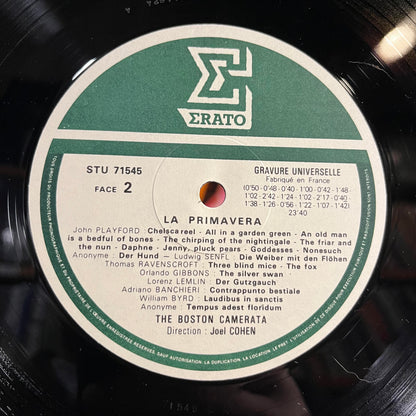 ΣRATO
STU 71545
FACE 2
GRAVURE UNIVERSELLE
Fabriqué en France
(0'50-0'48-0'40-1'00-0'42-1'48-
1'02-0'42-1'24-1'02-2'17-0'40
1'38-1'26-0'56-1'22-1'07-1'42)
23'40
LA PRIMAVERA
John PLAYFORD : Chelsea reel - All in a garden green - An old man
is a bedful of bones - The chirping of the nightingale - The friar and
the nun - Daphne - Jenny, pluck pears - Goddesses - Nonesuch
Anonyme : Der Hund - Ludwig SENFL : Die Weiber mit den Flöhen
Thomas RAVENSCROFT : Three blind mice - The fox
Orlando GIBBONS : The silver swan
Lorenz LEMLIN : Der Gutzgauch
Adriano BANCHIERI : Contrappunto bestiale
William BYRD : Laudibus in sanctis
Anonyme : Tempus adest floridum
THE BOSTON CAMERATA
Direction : Joel COHEN